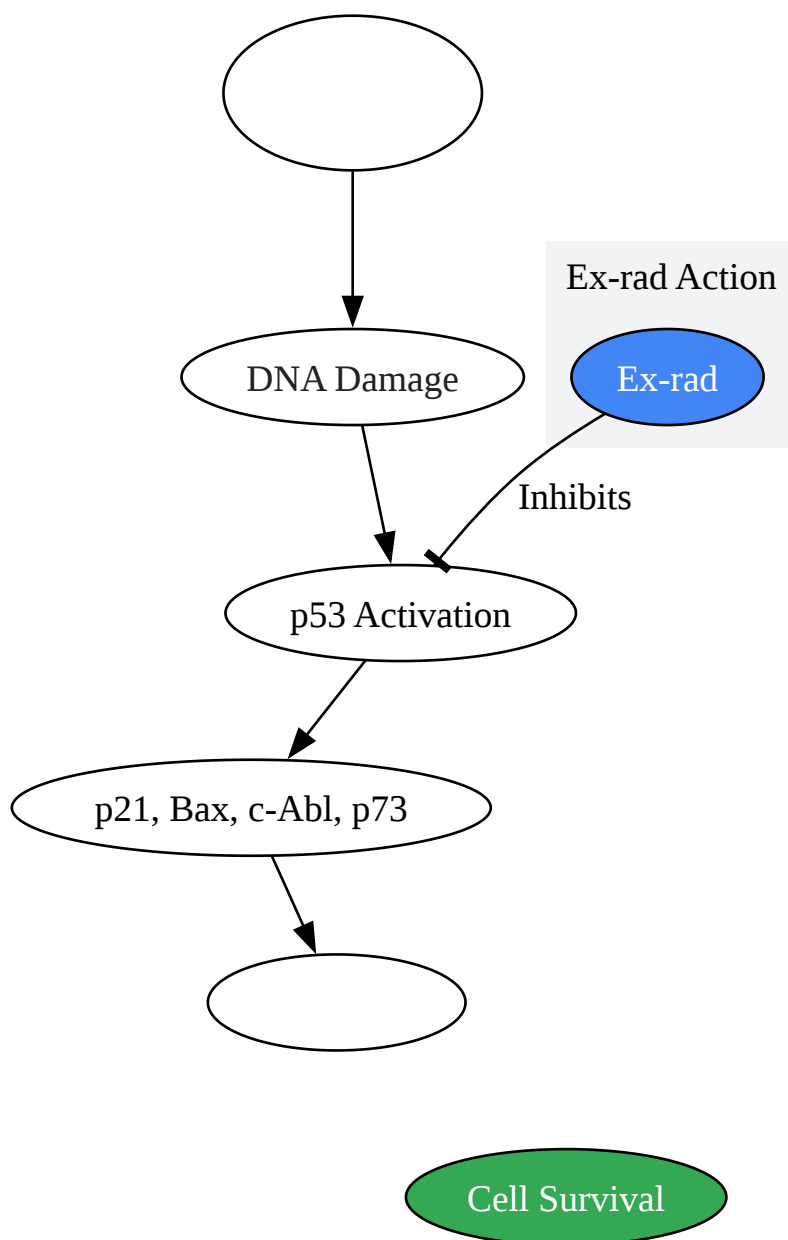 Ex-rad Action
DNA Damage
Ex-rad
Inhibits
p53 Activation
p21, Bax, c-Abl, p73
Cell Survival